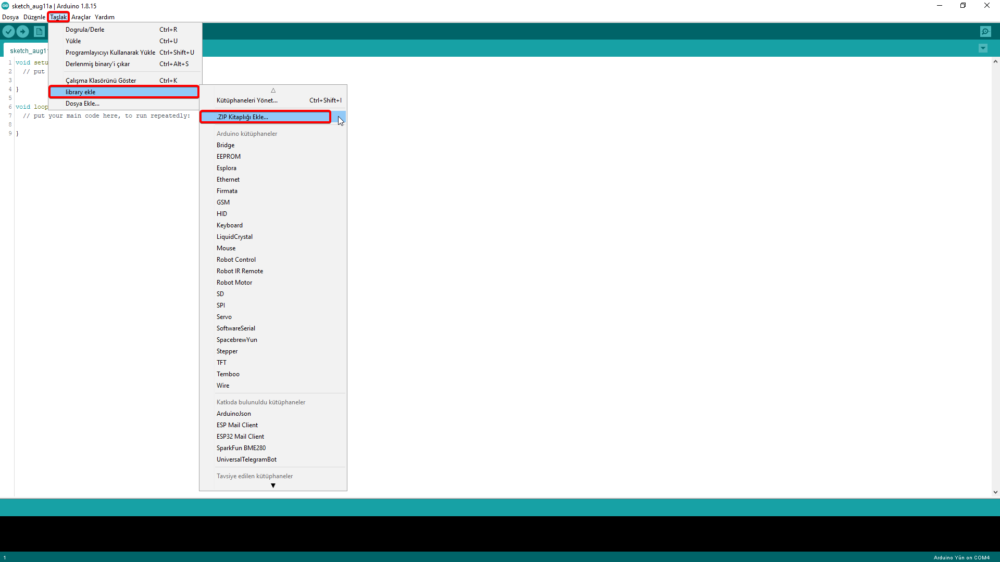 sketch_aug11a | Arduino 1.8.15
Dosya Düzenle Taşlak Araçlar Yardım
Dogrula/Derle Ctrl+R
Yükle Ctrl+U
Programlayıcıyı Kullanarak Yükle Ctrl+Shift+U
Derlenmiş binary'i çıkar Ctrl+Alt+S
Çalışma Klasörünü Göster Ctrl+K
library ekle
Dosya Ekle...
sketch_aug11
1 void setu
2 // put
3
4 }
5
6 void loop
7 // put your main code here, to run repeatedly:
8
9 }
Kütüphaneleri Yönet... Ctrl+Shift+I
.ZIP Kitaplığı Ekle...
Arduino kütüphaneler
Bridge
EEPROM
Esplora
Ethernet
Firmata
GSM
HID
Keyboard
LiquidCrystal
Mouse
Robot Control
Robot IR Remote
Robot Motor
SD
SPI
Servo
SoftwareSerial
SpacebrewYun
Stepper
TFT
Temboo
Wire
Katkıda bulunuldu kütüphaneler
ArduinoJson
ESP Mail Client
ESP32 Mail Client
SparkFun BME280
UniversalTelegramBot
Tavsiye edilen kütüphaneler
1
Arduino Yún on COM4